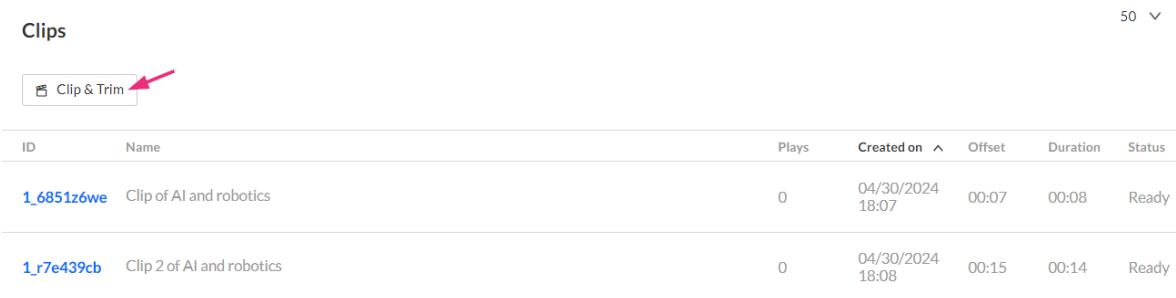 50
Clips
Clip & Trim
ID Name Plays Created on Offset Duration Status
1_6851z6we Clip of AI and robotics 0 04/30/2024 18:07 00:07 00:08 Ready
1_r7e439cb Clip 2 of AI and robotics 0 04/30/2024 18:08 00:15 00:14 Ready